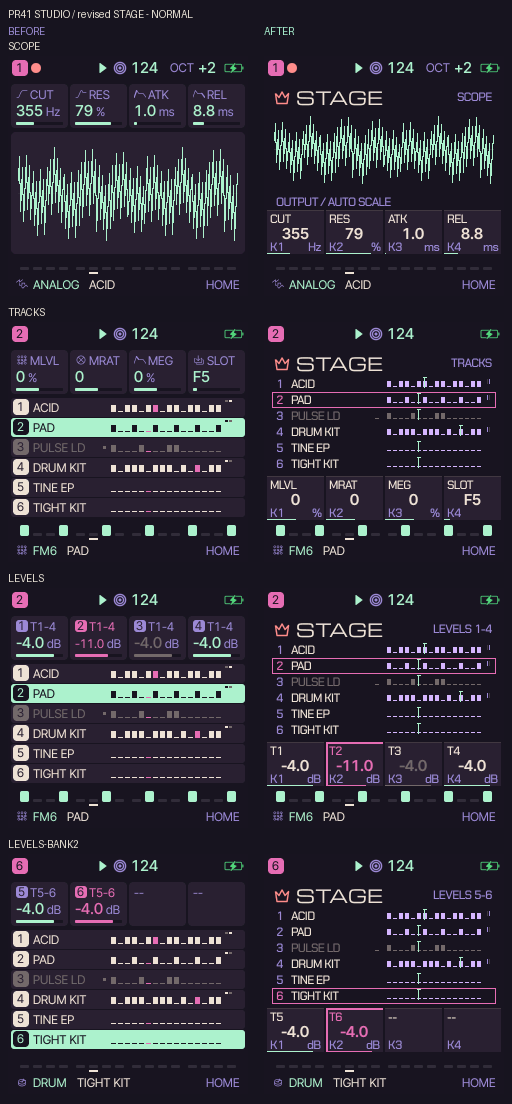 PR41 STUDIO / revised STAGE - NORMAL
BEFORE AFTER
SCOPE
1 124 OCT +2 1 124 OCT +2
CUT RES ATK REL STAGE SCOPE
355 Hz 79 % 1.0 ms 8.8 ms
OUTPUT / AUTO SCALE
CUT RES ATK REL
355 79 1.0 8.8
K1 Hz K2 % K3 ms K4 ms
ANALOG ACID HOME ANALOG ACID HOME
TRACKS
2 124 2 124
MLVL MRAT MEG SLOT STAGE TRACKS
0 % 0 0 % F5
1 ACID 1 ACID
2 PAD 2 PAD
3 PULSE LD 3 PULSE LD
4 DRUM KIT 4 DRUM KIT
5 TINE EP 5 TINE EP
6 TIGHT KIT 6 TIGHT KIT
MLVL MRAT MEG SLOT
0 0 0 F5
K1 % K2 K3 % K4
FM6 PAD HOME FM6 PAD HOME
LEVELS
2 124 2 124
1 T1-4 2 T1-4 3 T1-4 4 T1-4 STAGE LEVELS 1-4
-4.0 dB -11.0 dB -4.0 dB -4.0 dB
1 ACID 1 ACID
2 PAD 2 PAD
3 PULSE LD 3 PULSE LD
4 DRUM KIT 4 DRUM KIT
5 TINE EP 5 TINE EP
6 TIGHT KIT 6 TIGHT KIT
T1 T2 T3 T4
-4.0 -11.0 -4.0 -4.0
K1 dB K2 dB K3 dB K4 dB
FM6 PAD HOME FM6 PAD HOME
LEVELS-BANK2
6 124 6 124
5 T5-6 6 T5-6 -- -- STAGE LEVELS 5-6
-4.0 dB -4.0 dB
1 ACID 1 ACID
2 PAD 2 PAD
3 PULSE LD 3 PULSE LD
4 DRUM KIT 4 DRUM KIT
5 TINE EP 5 TINE EP
6 TIGHT KIT 6 TIGHT KIT
T5 T6 -- --
-4.0 -4.0
K1 dB K2 dB K3 K4
DRUM TIGHT KIT HOME DRUM TIGHT KIT HOME